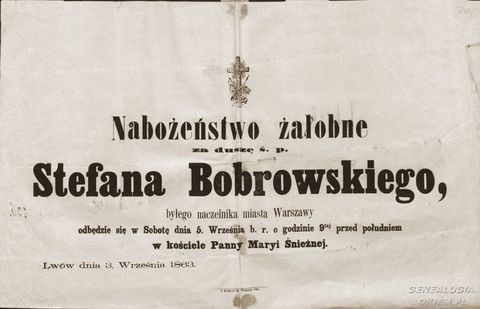 Nabożeństwo żałobne
za duszę ś. p.
Stefana Bobrowskiego,
byłego naczelnika miasta Warszawy
odbędzie się w Sobotę dnia 5. Września b. r. o godzinie 9tej przed południem
w kościele Panny Maryi Śnieżnej.
Lwów dnia 3. Września 1863.
GENEALOGIA
OKIEM.PL